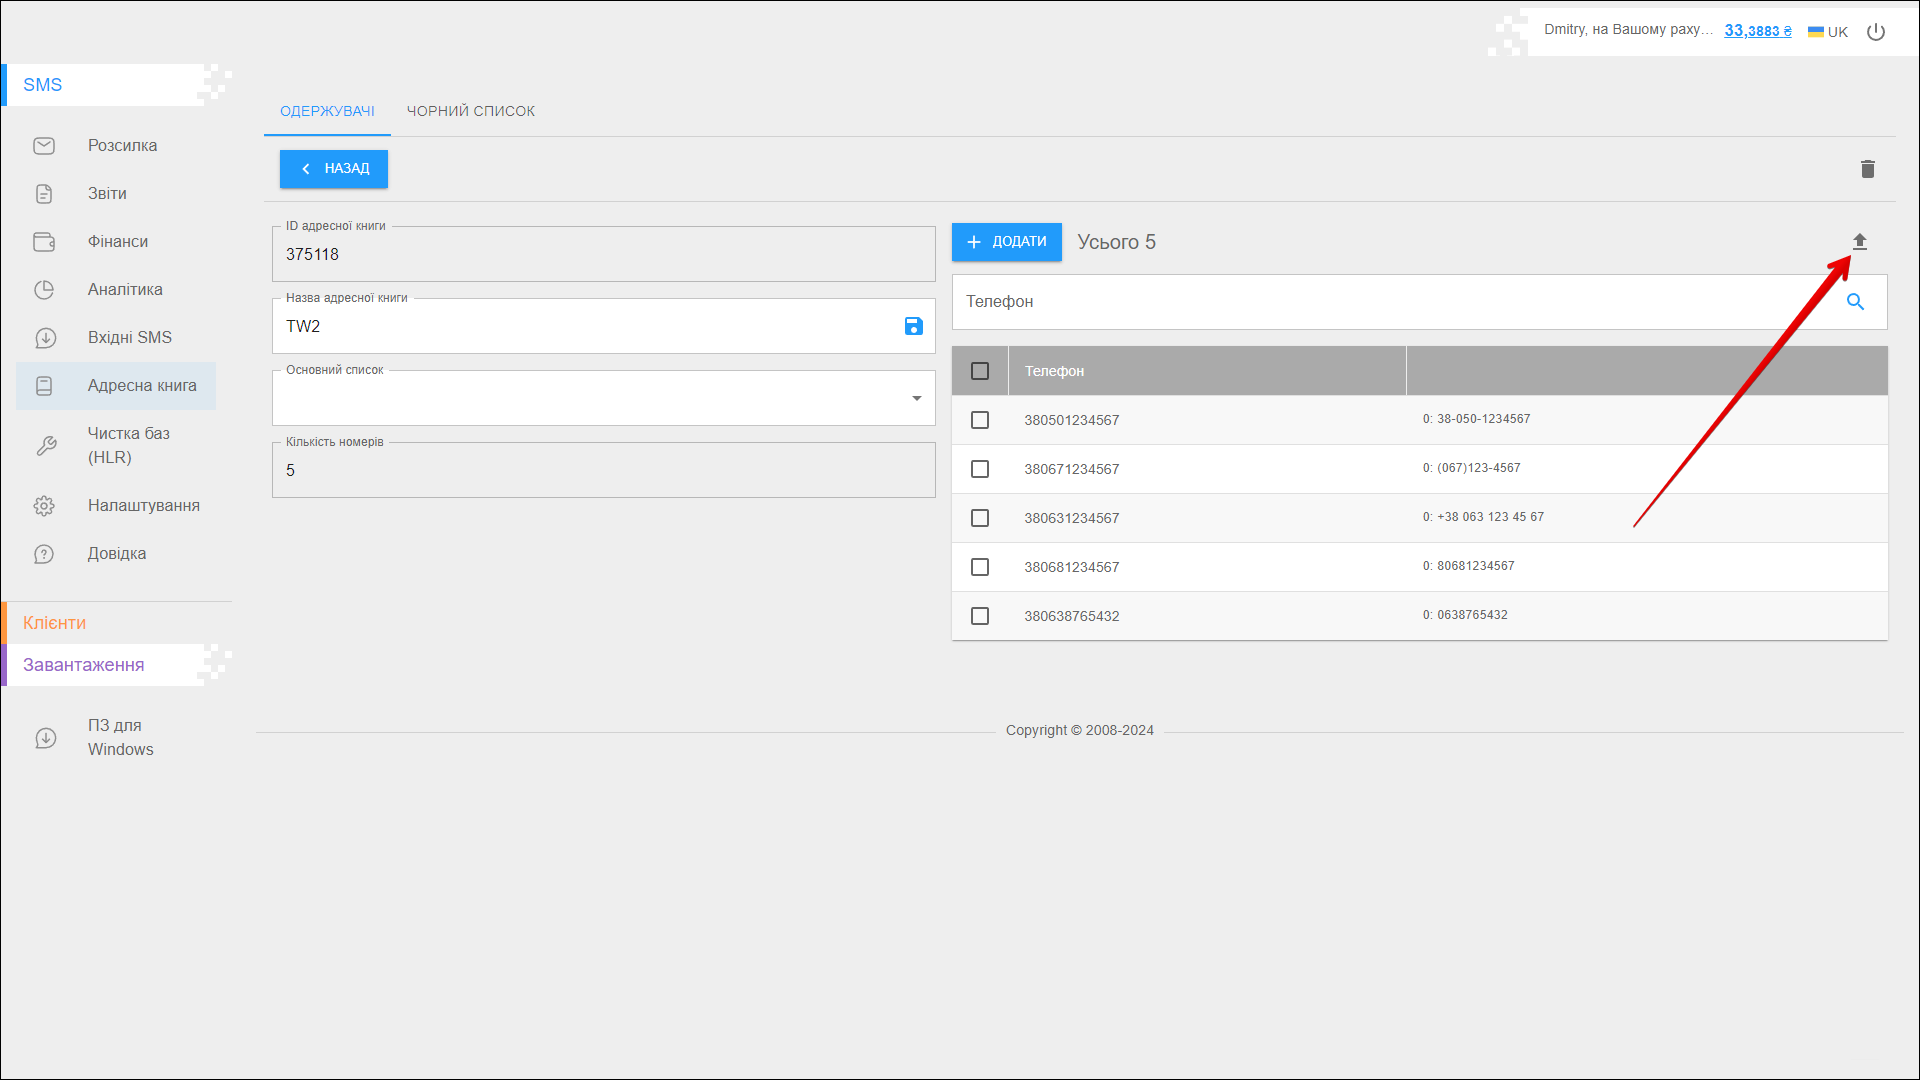 Dmitry, на Вашому раху... 33,3883 ₴ UK
SMS
Розсилка
Звіти
Фінанси
Аналітика
Вхідні SMS
Адресна книга
Чистка баз
(HLR)
Налаштування
Довідка
Клієнти
Завантаження
ПЗ для
Windows
ОДЕРЖУВАЧІ ЧОРНИЙ СПИСОК
НАЗАД
ID адресної книги
375118
Назва адресної книги
TW2
Основний список
Кількість номерів
5
ДОДАТИ Усього 5
Телефон
Телефон
380501234567 0: 38-050-1234567
380671234567 0: (067)123-4567
380631234567 0: +38 063 123 45 67
380681234567 0: 80681234567
380638765432 0: 0638765432
Copyright © 2008-2024